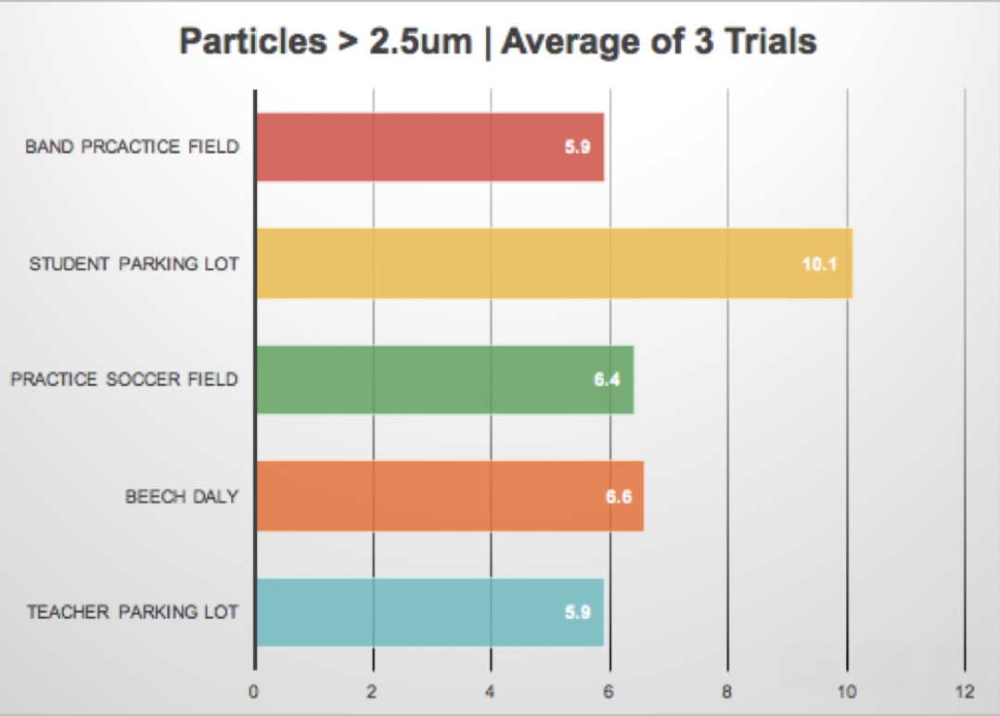 Particles > 2.5um | Average of 3 Trials
BAND PRCACTICE FIELD
5.9
STUDENT PARKING LOT
10.1
PRACTICE SOCCER FIELD
6.4
BEECH DALY
6.6
TEACHER PARKING LOT
5.9
0 2 4 6 8 10 12